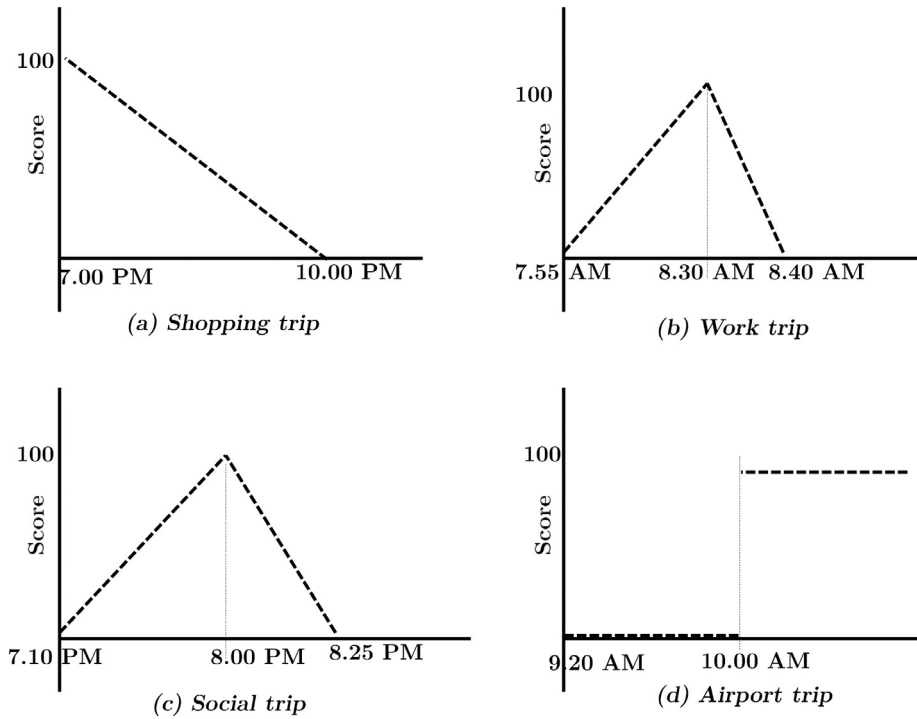 100
Score
7.00 PM
10.00 PM
(a) Shopping trip
100
Score
7.55 AM
8.30 AM
8.40 AM
(b) Work trip
100
Score
7.10 PM
8.00 PM
8.25 PM
(c) Social trip
100
Score
9.20 AM
10.00 AM
(d) Airport trip